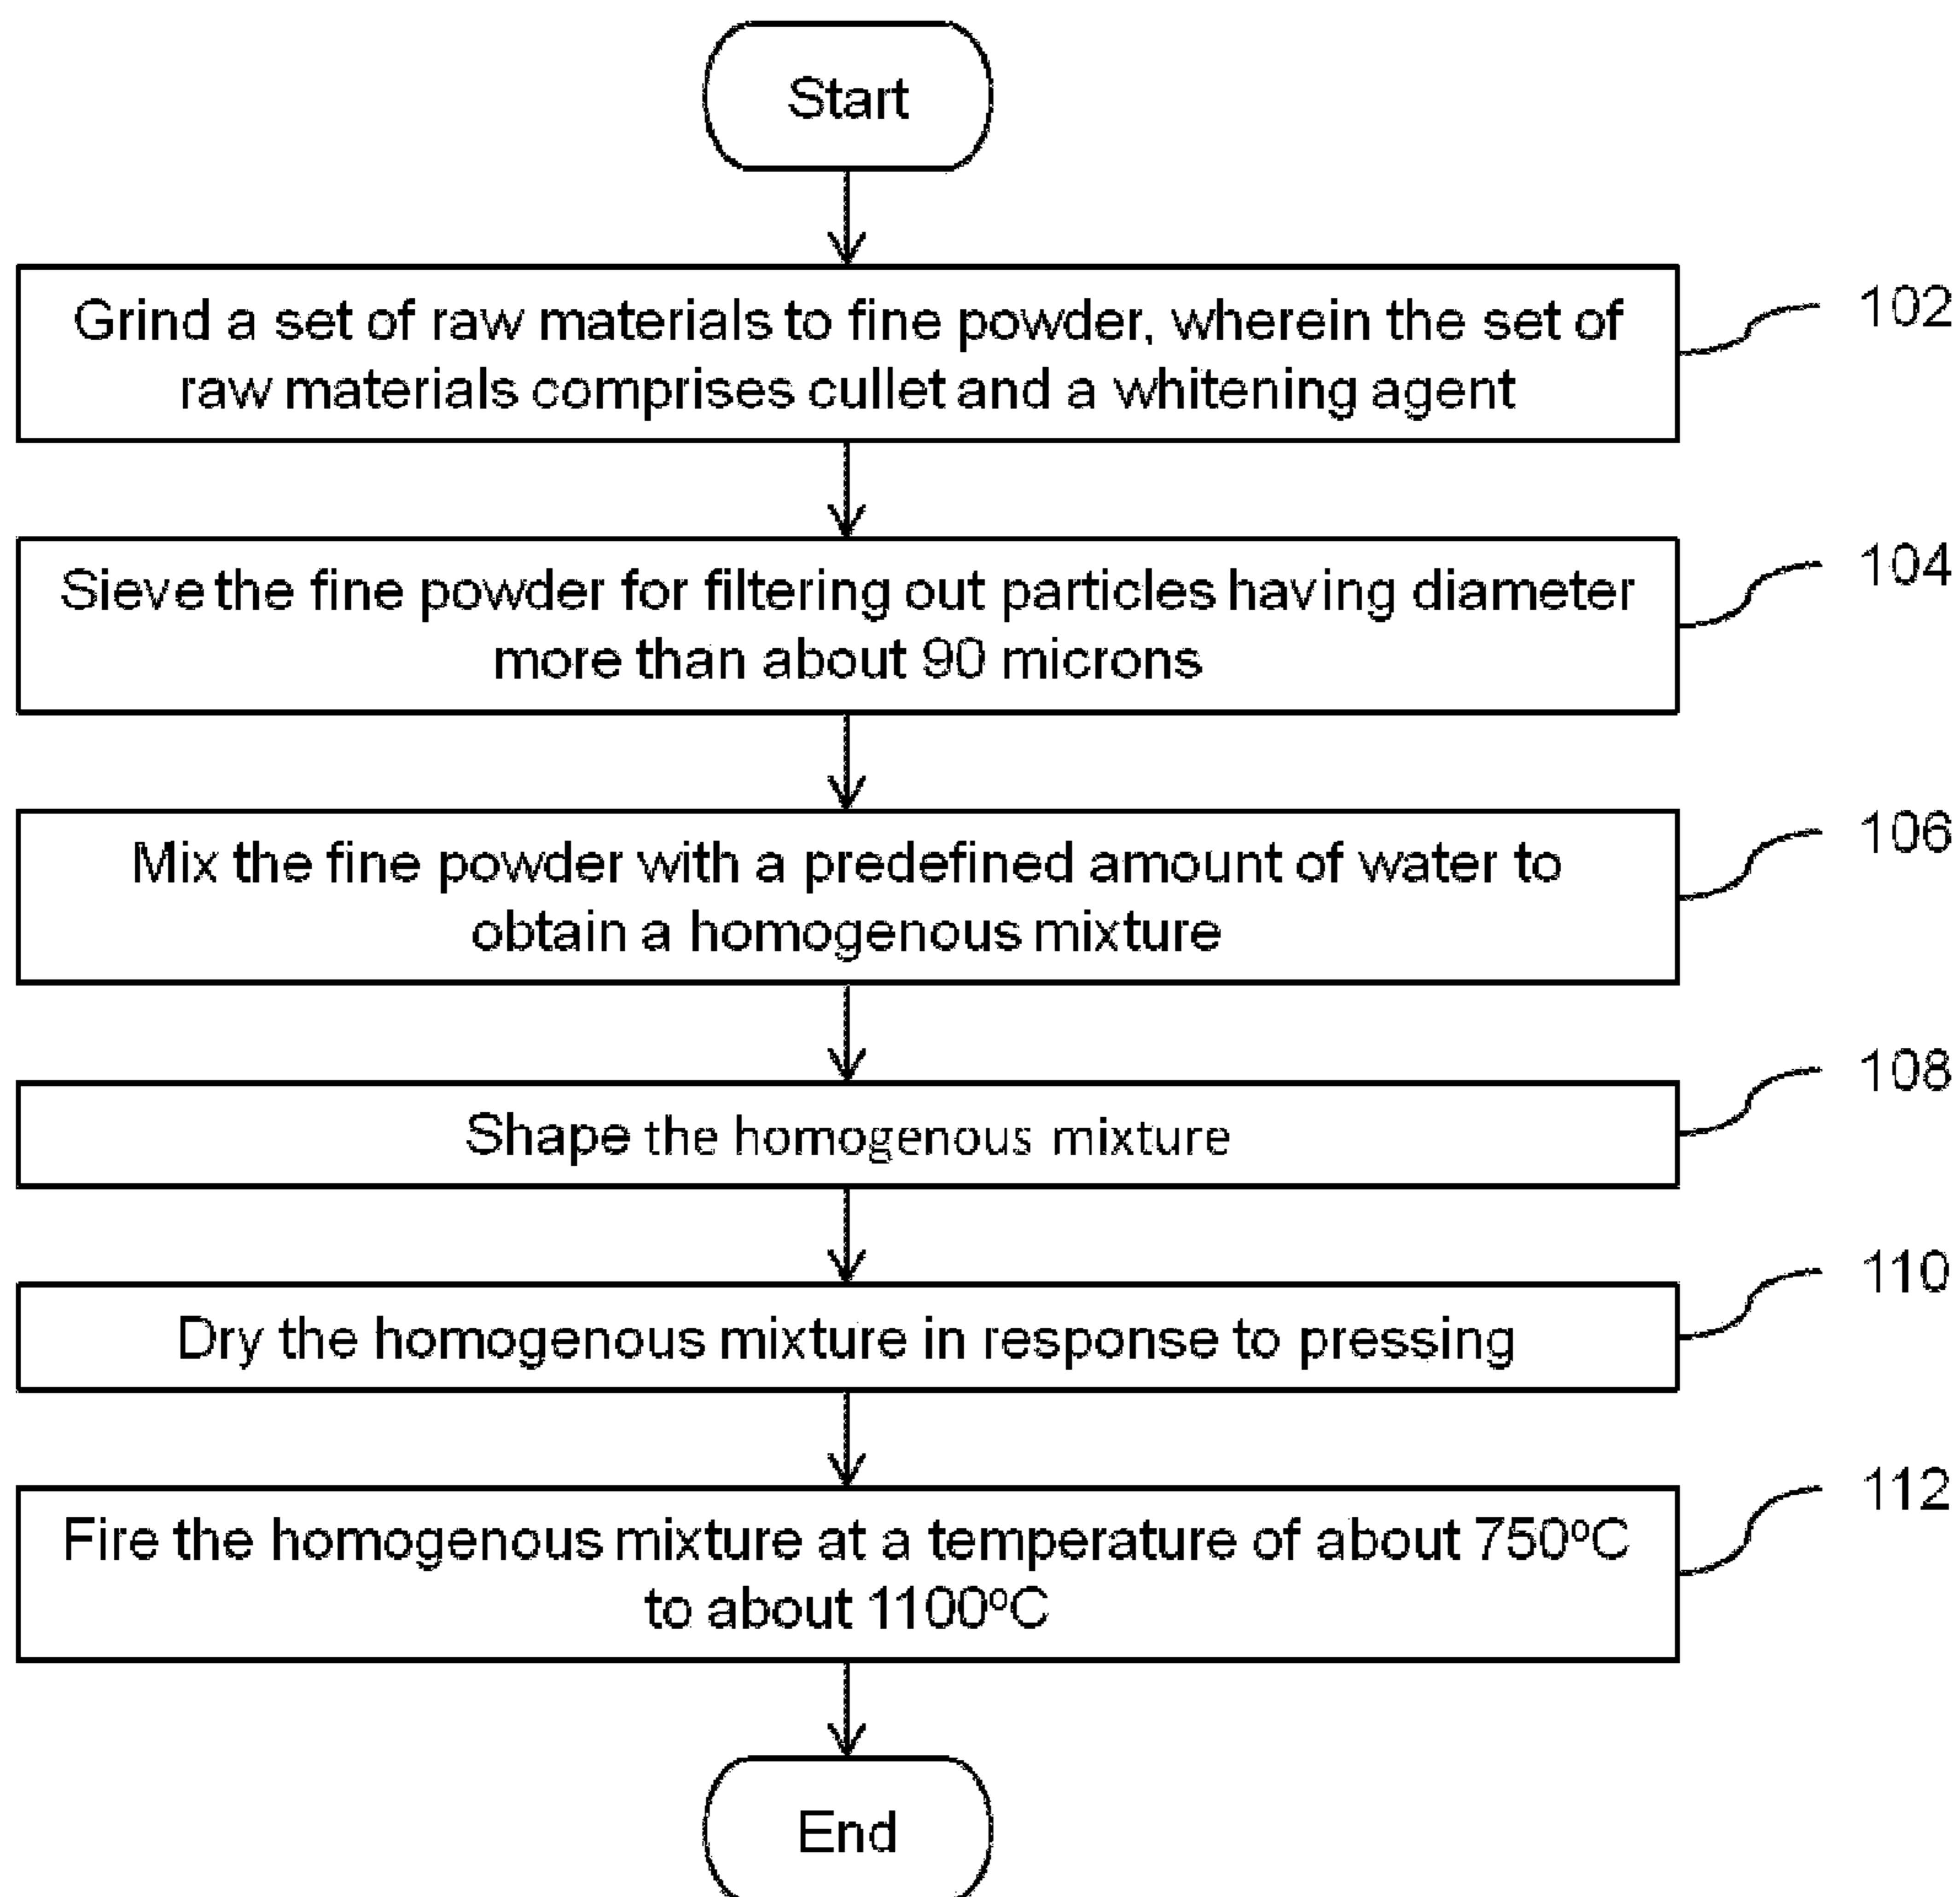 Start
Grind a set of raw materials to fine powder, wherein the set of
raw materials comprises cullet and a whitening agent
102
Sieve the fine powder for filtering out particles having diameter
more than about 90 microns
104
Mix the fine powder with a predefined amount of water to
obtain a homogenous mixture
106
Shape the homogenous mixture
108
Dry the homogenous mixture in response to pressing
110
Fire the homogenous mixture at a temperature of about 750ºC
to about 1100ºC
112
End